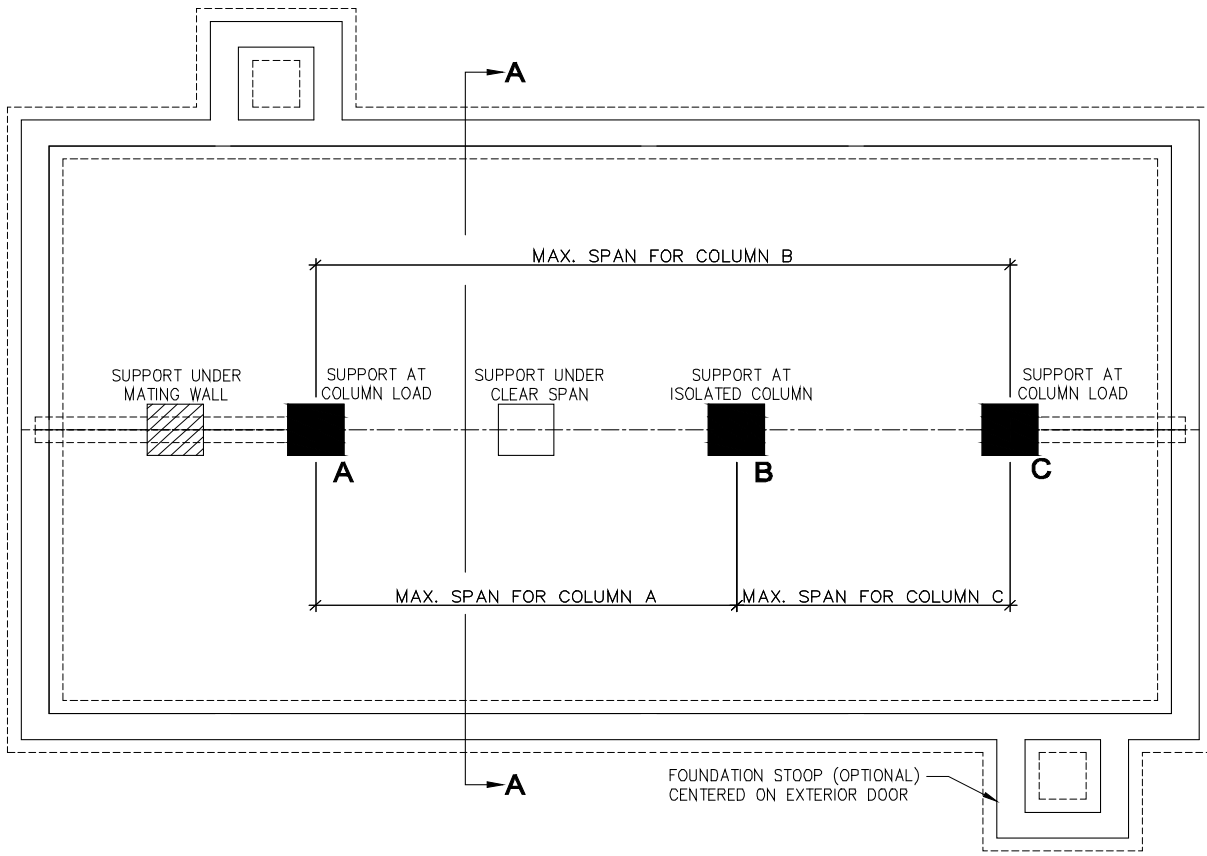 A
MAX. SPAN FOR COLUMN B
SUPPORT UNDER
MATING WALL
SUPPORT AT
COLUMN LOAD
SUPPORT UNDER
CLEAR SPAN
SUPPORT AT
ISOLATED COLUMN
SUPPORT AT
COLUMN LOAD
A
B
C
MAX. SPAN FOR COLUMN A
MAX. SPAN FOR COLUMN C
FOUNDATION STOOP (OPTIONAL)
CENTERED ON EXTERIOR DOOR
A